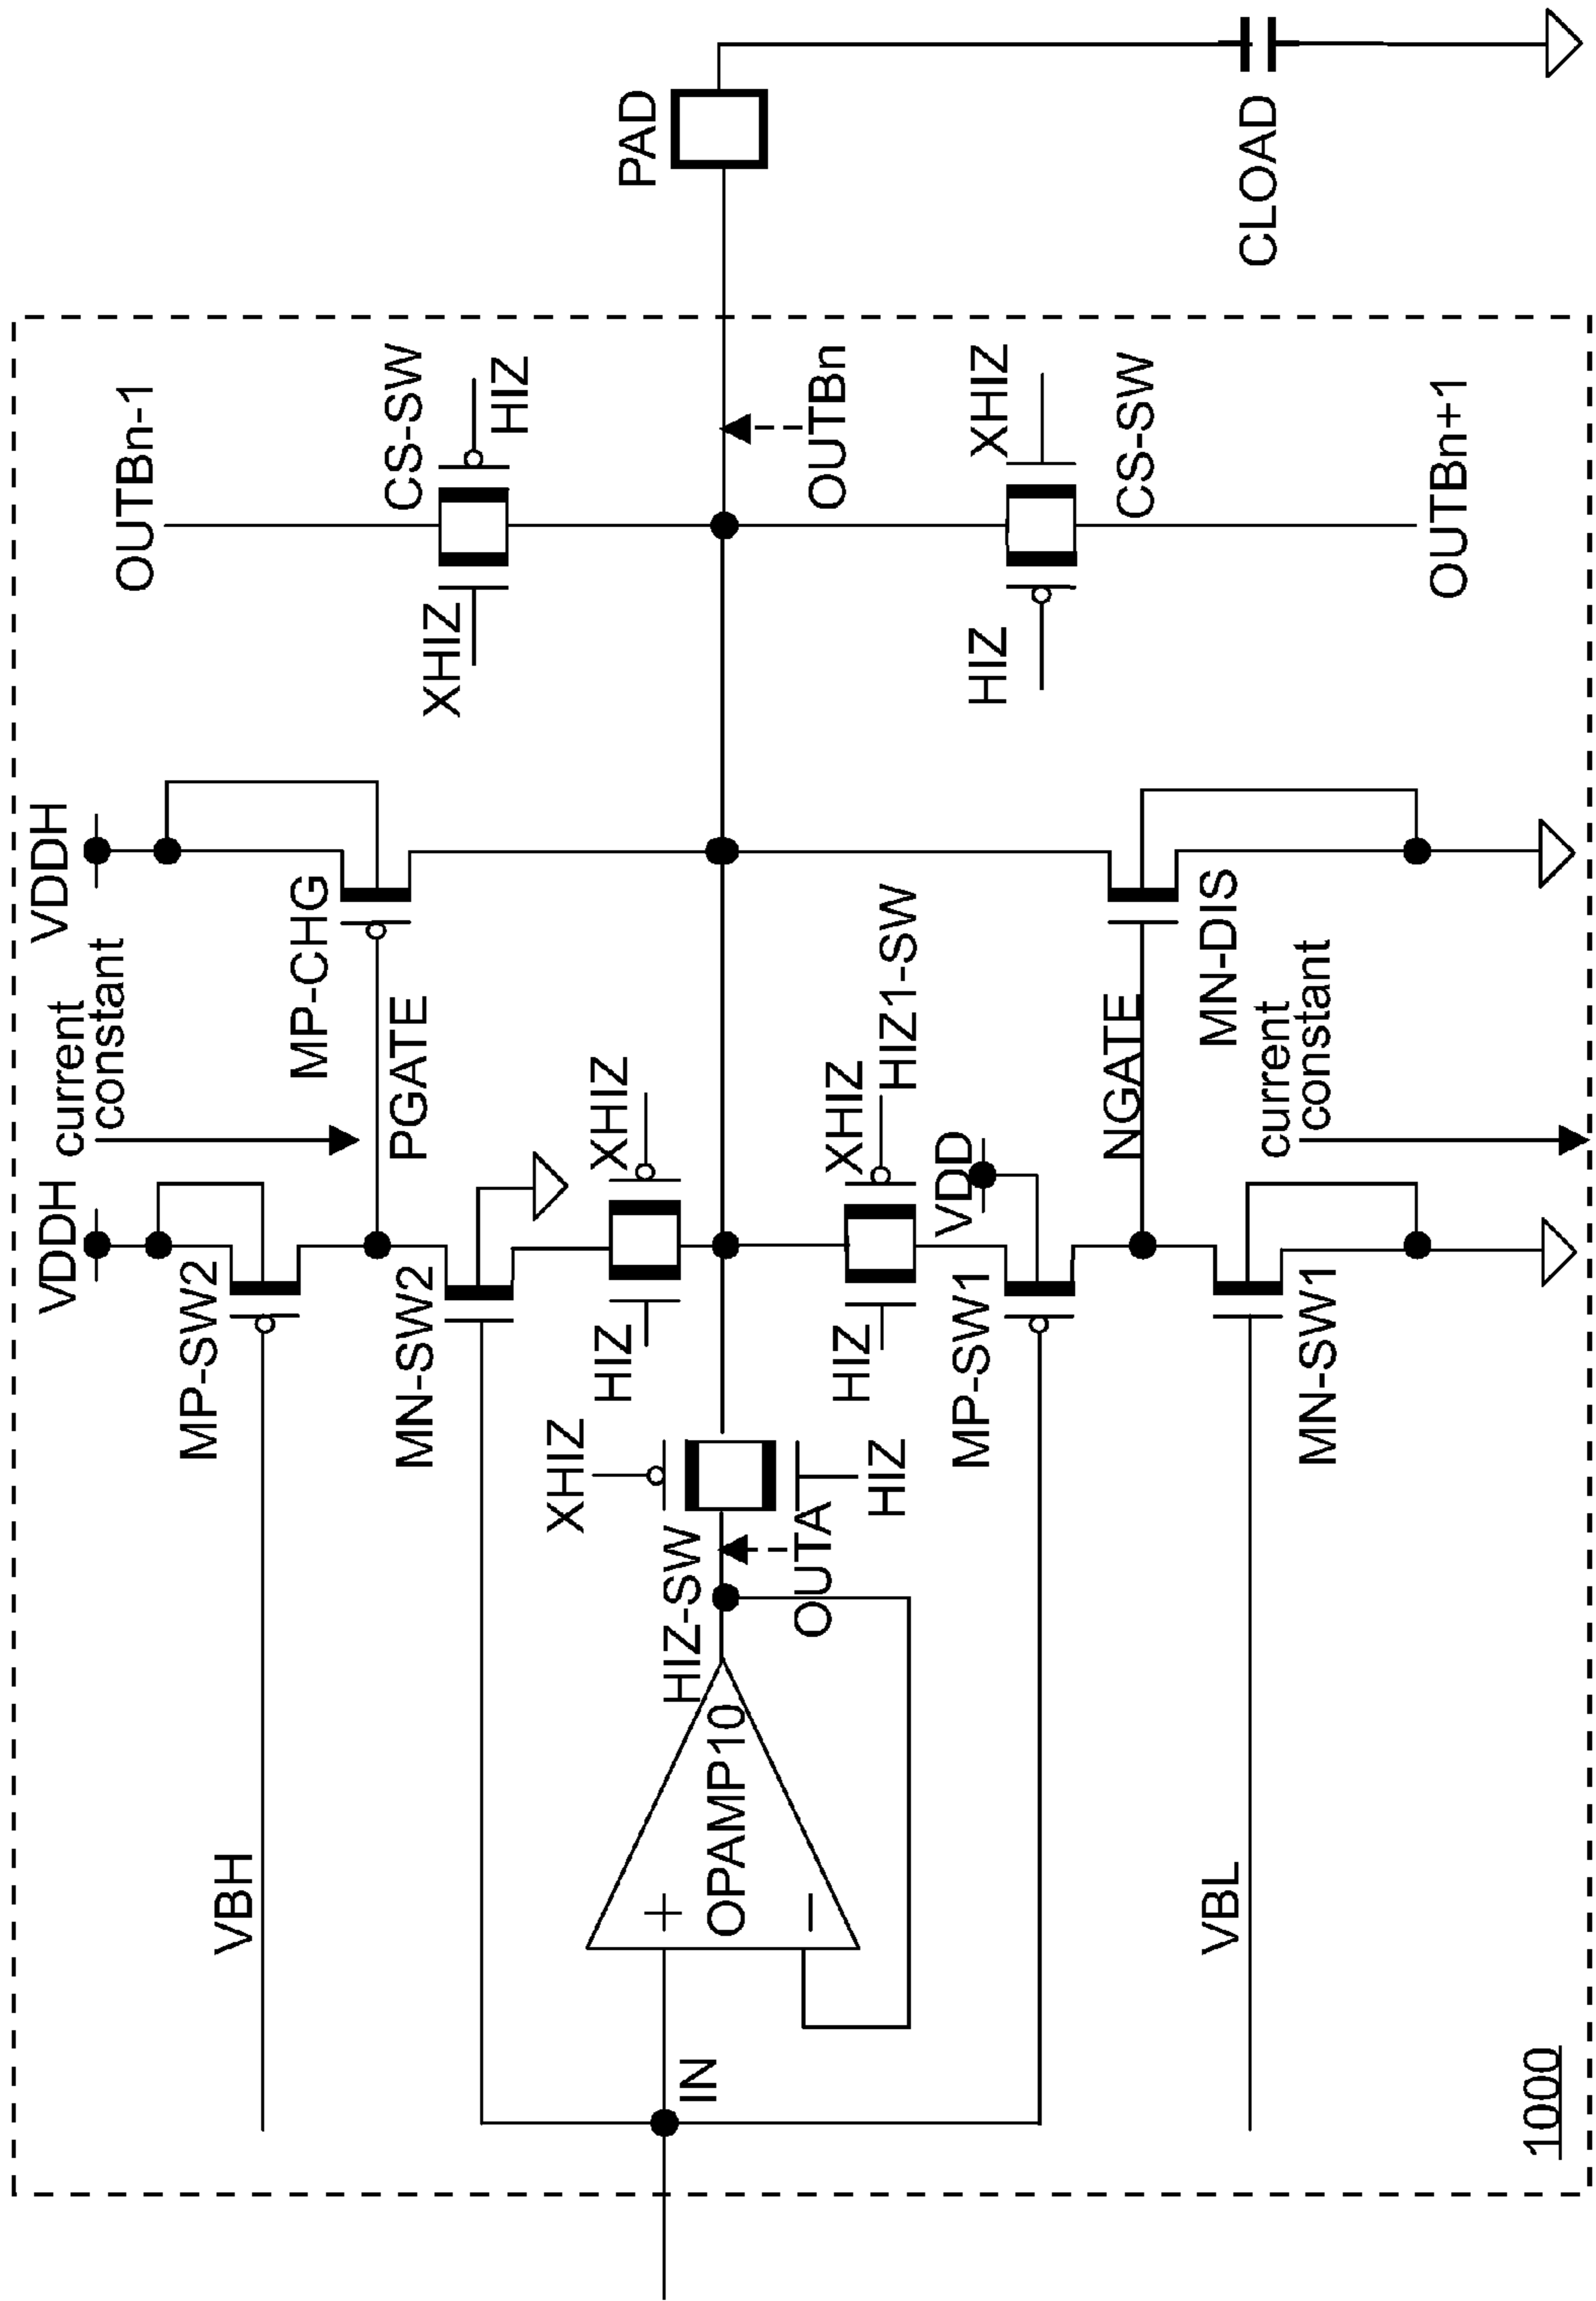 OUTBn-1
CS-SW
HIZ
XHIZ
PAD
OUTBn
XHIZ
CS-SW
HIZ
OUTBn+1
CLOAD
VDDH
MP-CHG
current
constant
PGATE
VDDH
MP-SW2
MN-SW2
XHIZ
HIZ
XHIZ
HIZ1-SW
HIZ
VDD
MP-SW1
NGATE
MN-DIS
current
constant
MN-SW1
XHIZ
HIZ
HIZ-SW
OUTA
OPAMP10
+
−
VBH
VBL
IN
1000